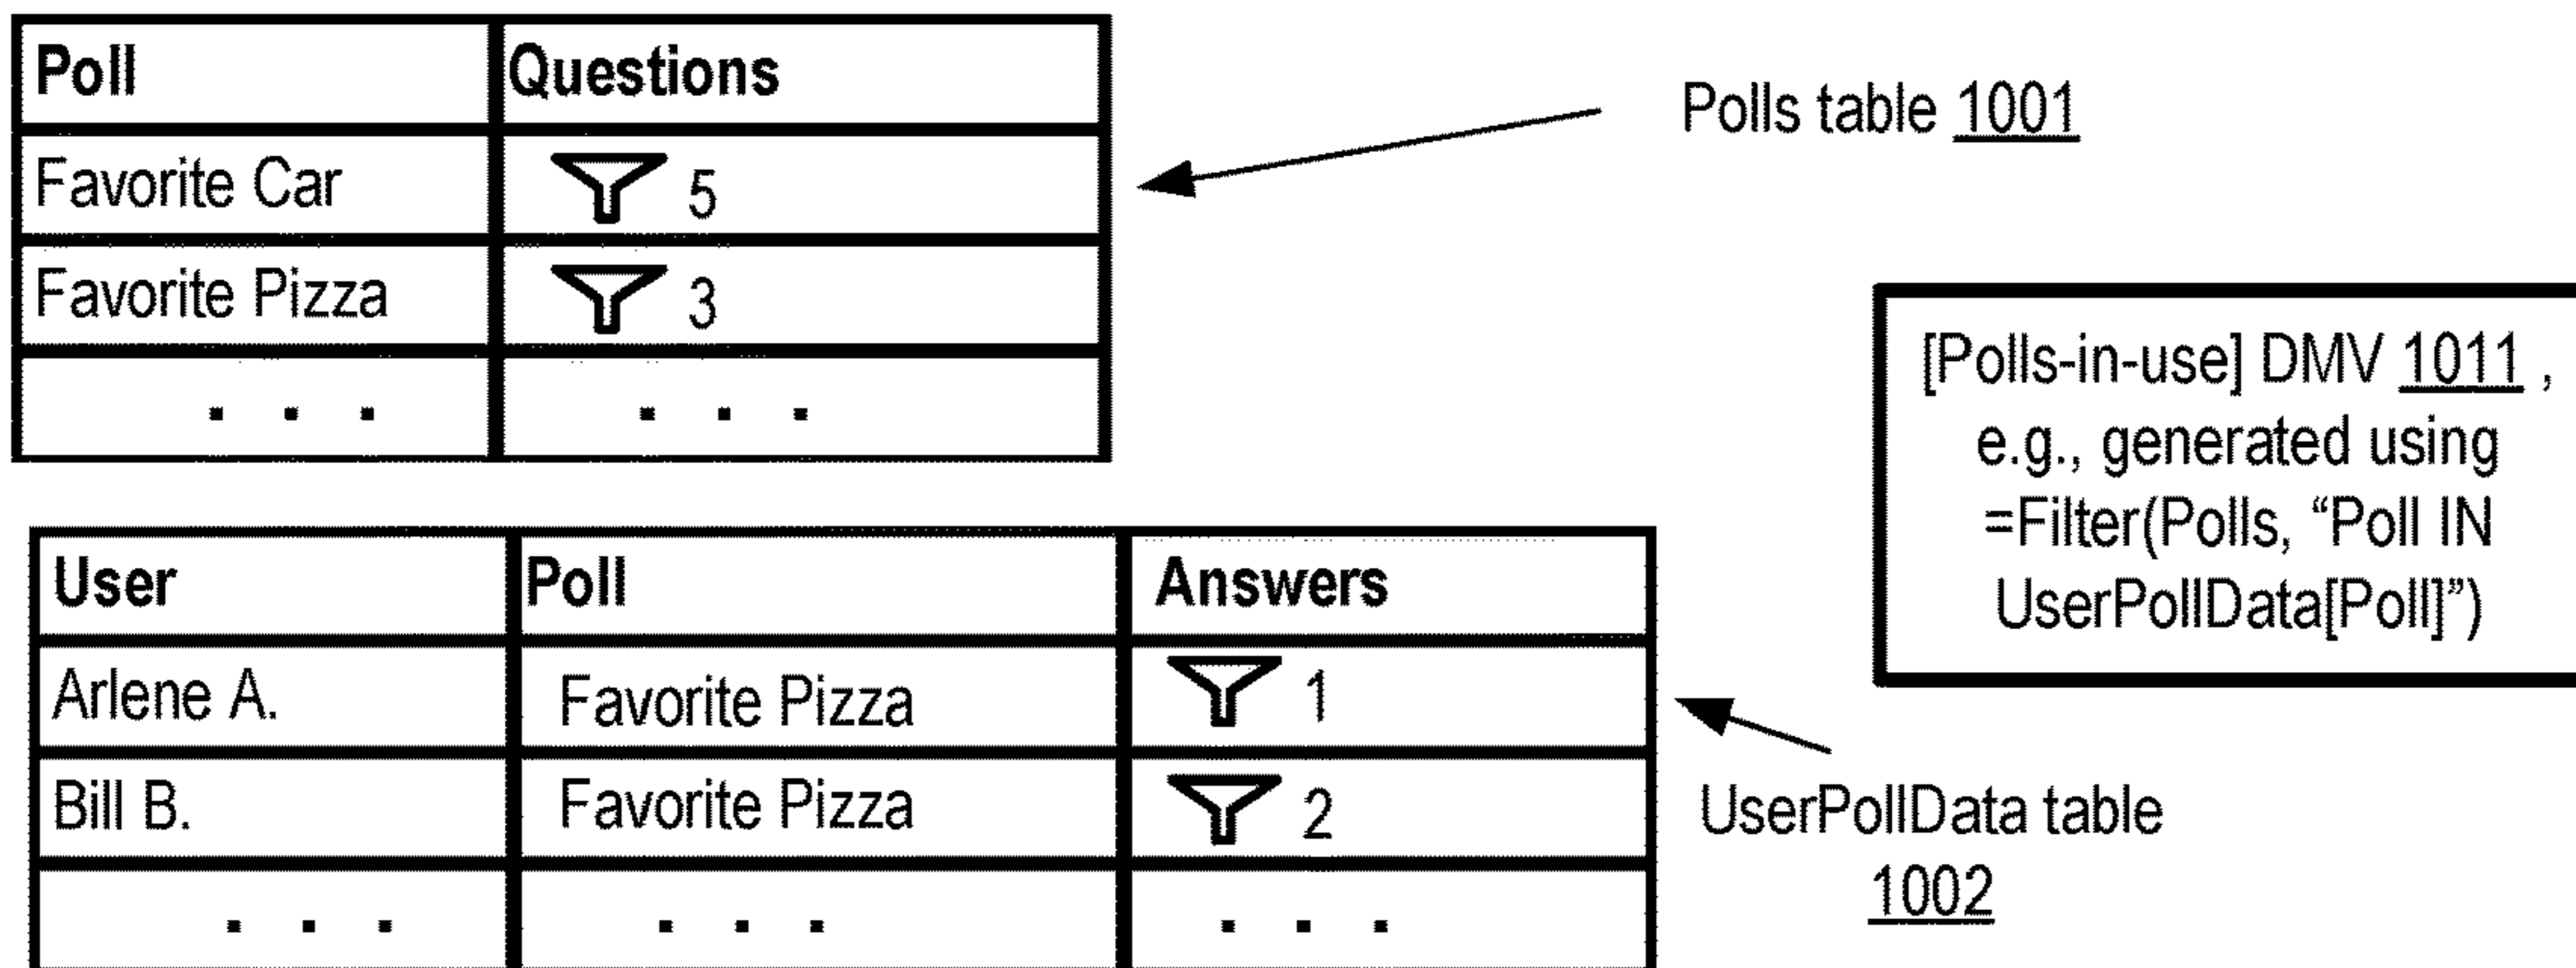 Poll Questions
Favorite Car 5
Favorite Pizza 3
. . . . . .
Polls table 1001
[Polls-in-use] DMV 1011 ,
e.g., generated using
=Filter(Polls, “Poll IN
UserPollData[Poll]”)
User Poll Answers
Arlene A. Favorite Pizza 1
Bill B. Favorite Pizza 2
. . . . . . . . .
UserPollData table
1002